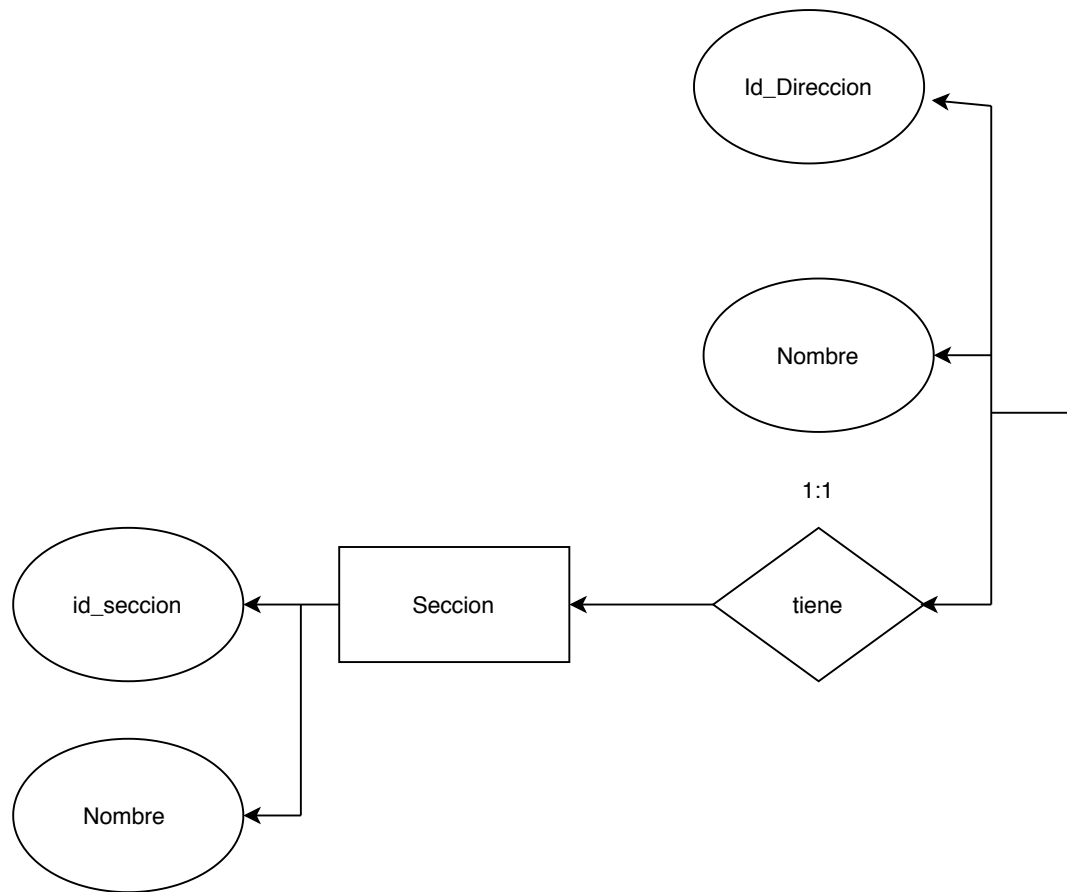 Id_Direccion
Nombre
1:1
id_seccion
Seccion
tiene
Nombre